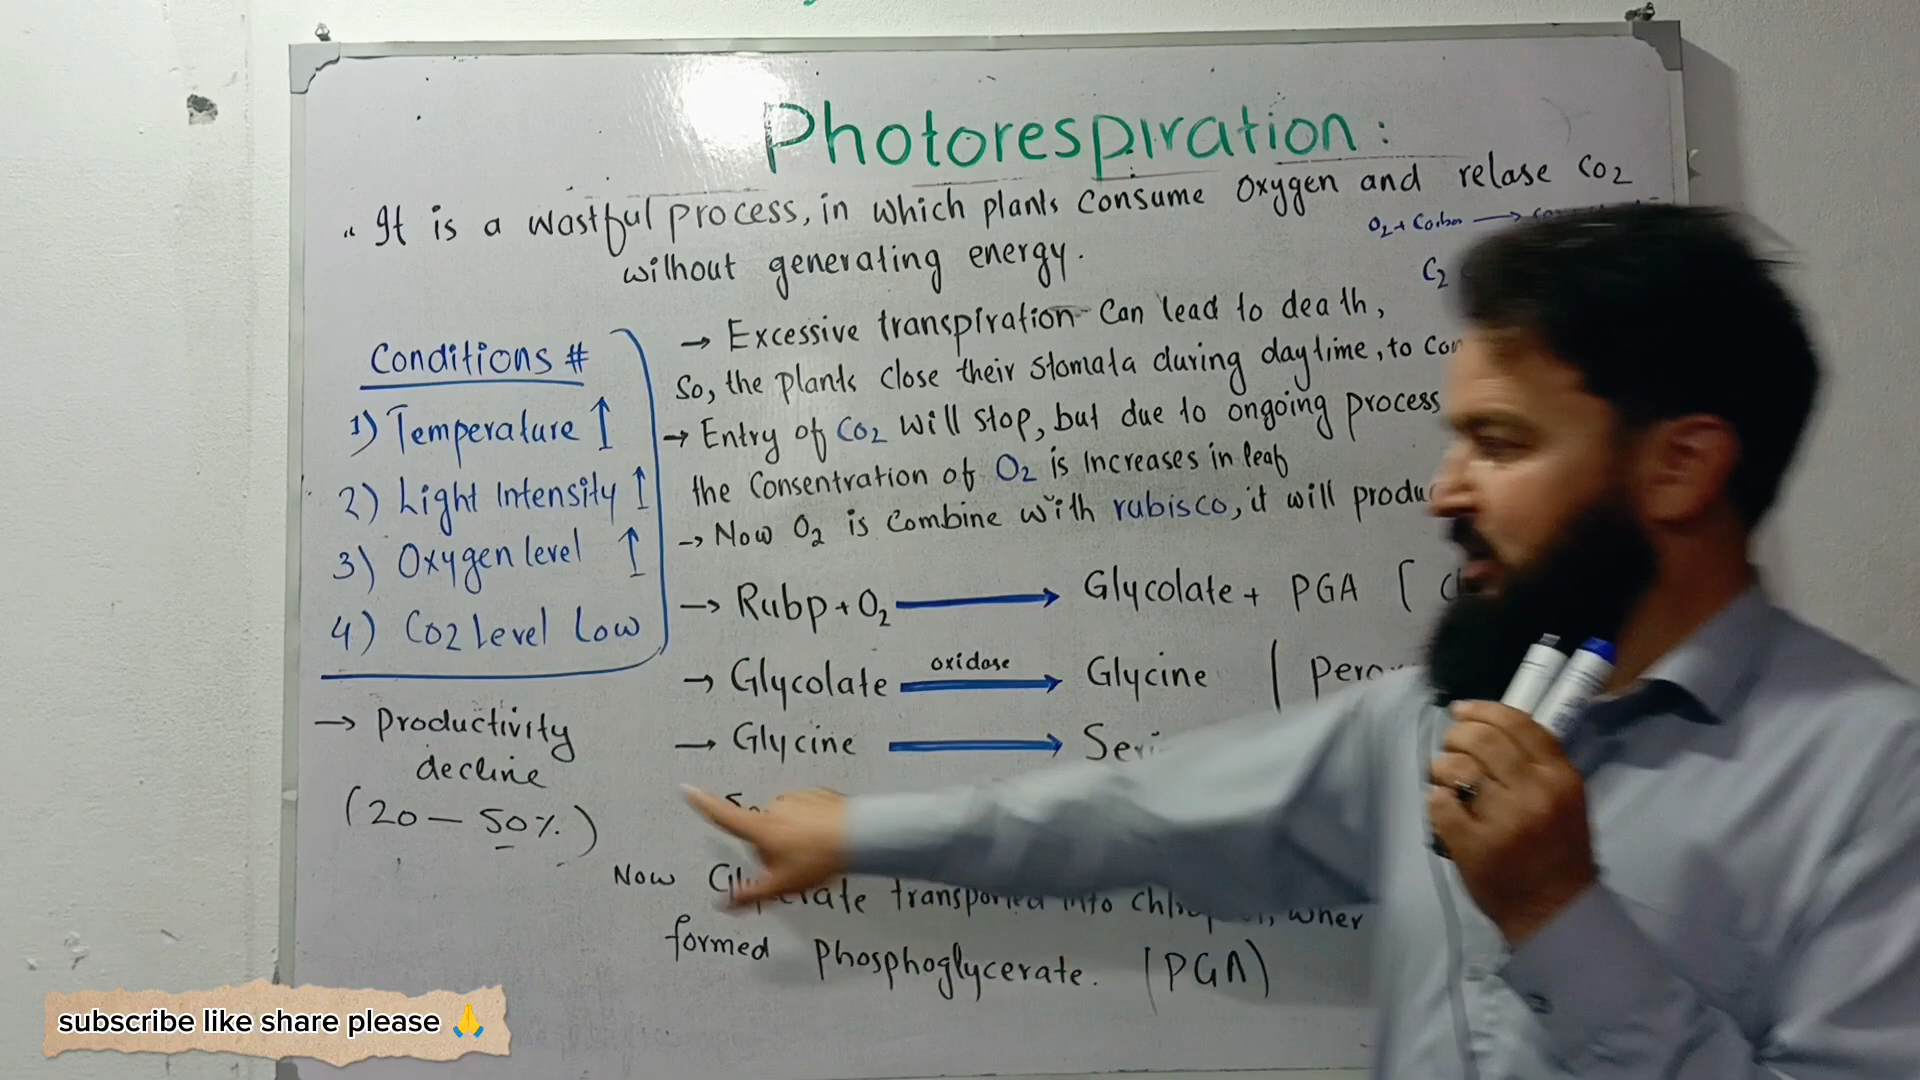 Photorespiration:
" It is a wastful process, in which plants consume oxygen and relase CO2
without generating energy.
O2 + Carbon →
C2
Conditions #
1) Temperature ↑
2) Light Intensity ↑
3) Oxygen level ↑
4) CO2 level low
→ Productivity
decline
(20 — 50%)
→ Excessive transpiration can lead to death,
So, the plants close their stomata during daytime, to
→ Entry of CO2 will stop, but due to ongoing process
the Consentration of O2 is increases in leaf
→ Now O2 is combine with rubisco, it will
→ Rubp + O2 → Glycolate + PGA [
→ Glycolate oxidase → Glycine |
→ Glycine →
Now transported into where
formed phosphoglycerate. (PGA)
subscribe like share please 🙏